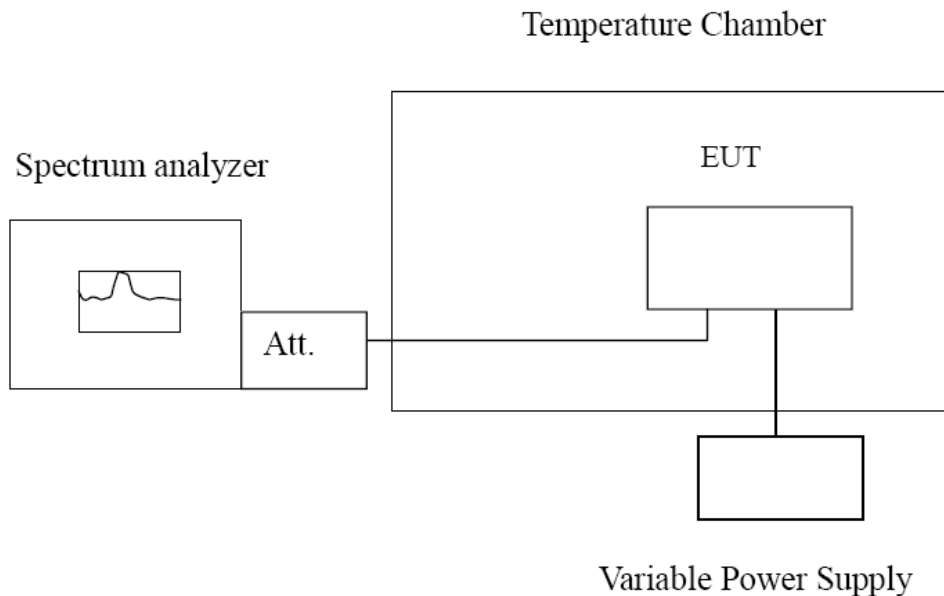 Temperature Chamber
Spectrum analyzer
EUT
Att.
Variable Power Supply